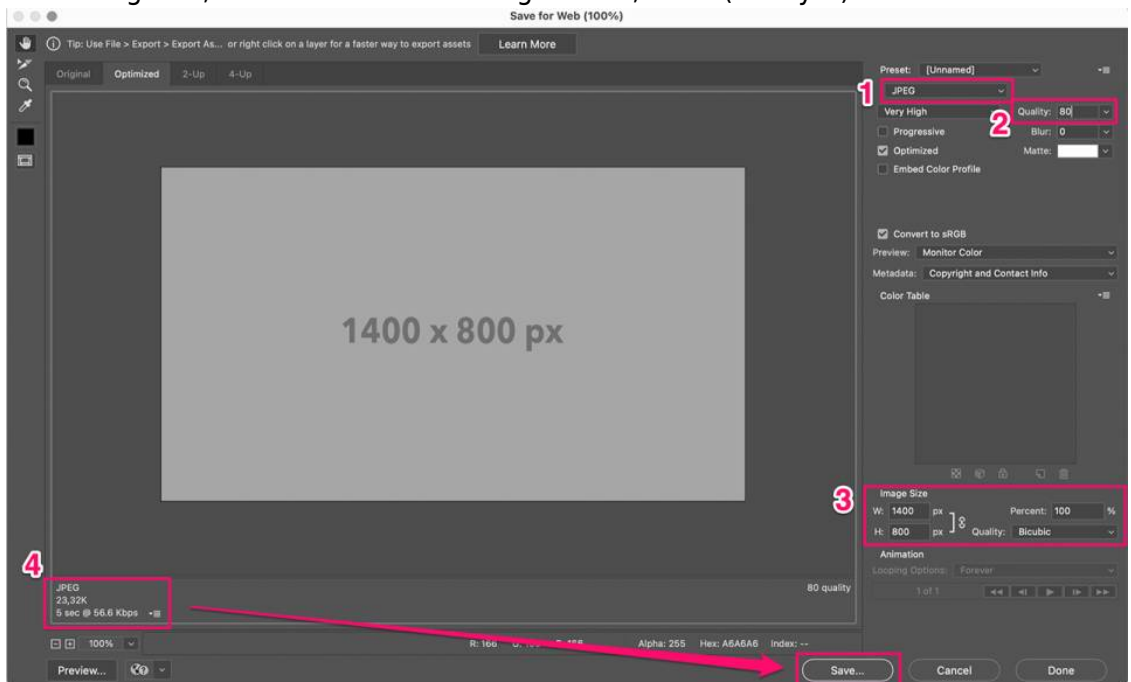 Save for Web (100%)
Tip: Use File > Export > Export As... or right click on a layer for a faster way to export assets Learn More
Original Optimized 2-Up 4-Up
Preset: [Unnamed]
1 JPEG
Very High 2 Quality: 80
Progressive Blur: 0
Optimized Matte:
Embed Color Profile
Convert to sRGB
Preview: Monitor Color
Metadata: Copyright and Contact Info
Color Table
1400 x 800 px
3 Image Size
W: 1400 px Percent: 100 %
H: 800 px Quality: Bicubic
Animation
Looping Options: Forever
1 of 1
4
JPEG 80 quality
23,32K
5 sec @ 56.6 Kbps
100% R: 166 Alpha: 255 Hex: A6A6A6 Index: --
Preview... Save... Cancel Done